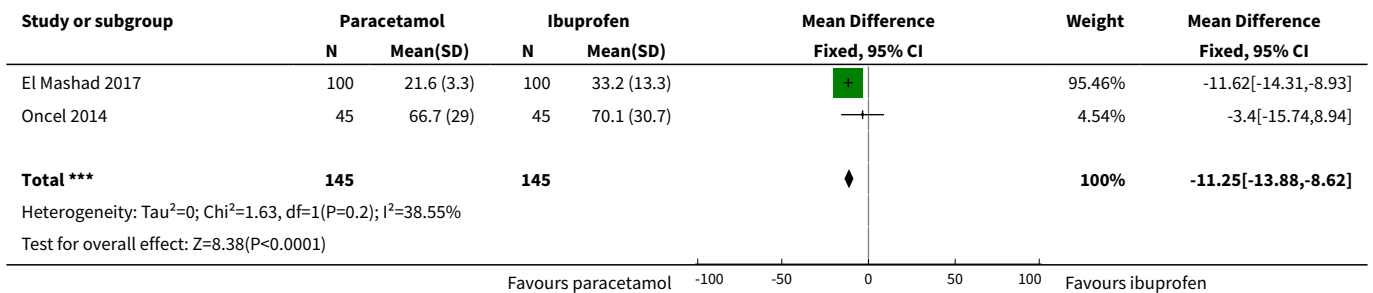 Study or subgroup Paracetamol Ibuprofen Mean Difference Weight Mean Difference
N Mean(SD) N Mean(SD) Fixed, 95% CI Fixed, 95% CI
El Mashad 2017 100 21.6 (3.3) 100 33.2 (13.3) 95.46% -11.62[-14.31,-8.93]
Oncel 2014 45 66.7 (29) 45 70.1 (30.7) 4.54% -3.4[-15.74,8.94]
Total *** 145 145 100% -11.25[-13.88,-8.62]
Heterogeneity: Tau²=0; Chi²=1.63, df=1(P=0.2); I²=38.55%
Test for overall effect: Z=8.38(P<0.0001)
Favours paracetamol -100 -50 0 50 100 Favours ibuprofen